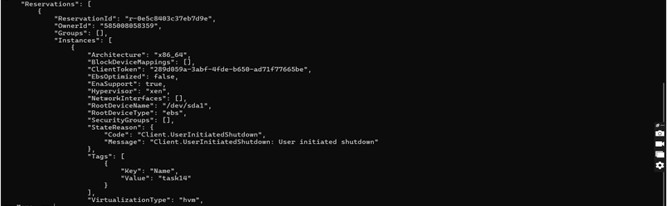 "Reservations": [
{
"ReservationId": "r-0e5c8403c37eb7d9e",
"OwnerId": "585008058359",
"Groups": [],
"Instances": [
{
"Architecture": "x86_64",
"BlockDeviceMappings": [],
"ClientToken": "289d059a-3abf-4fde-b650-ad71f77665be",
"EbsOptimized": false,
"EnaSupport": true,
"Hypervisor": "xen",
"NetworkInterfaces": [],
"RootDeviceName": "/dev/sda1",
"RootDeviceType": "ebs",
"SecurityGroups": [],
"StateReason": {
"Code": "Client.UserInitiatedShutdown",
"Message": "Client.UserInitiatedShutdown: User initiated shutdown"
},
"Tags": [
{
"Key": "Name",
"Value": "task14"
}
],
"VirtualizationType": "hvm",